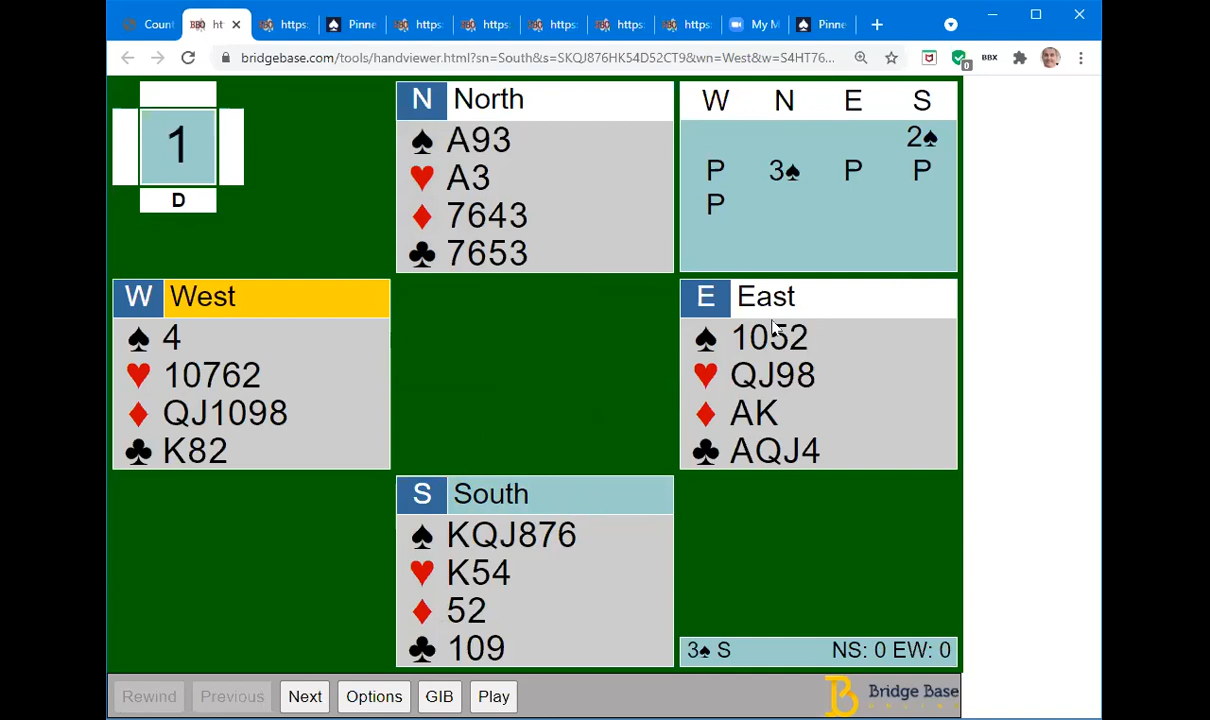 Count
ht
https:
Pinne
https:
https:
https:
https:
https:
My M
Pinne
bridgebase.com/tools/handviewer.html?sn=South&s=SKQJ876HK54D52CT9&wn=West&w=S4HT76...
0
BBX
1
D
N North
♠ A93
♥ A3
♦ 7643
♣ 7653
W N E S
2♠
P 3♠ P P
P
W West
♠ 4
♥ 10762
♦ QJ1098
♣ K82
E East
♠ 1052
♥ QJ98
♦ AK
♣ AQJ4
S South
♠ KQJ876
♥ K54
♦ 52
♣ 109
3♠ S NS: 0 EW: 0
Rewind Previous Next Options GIB Play
Bridge Base